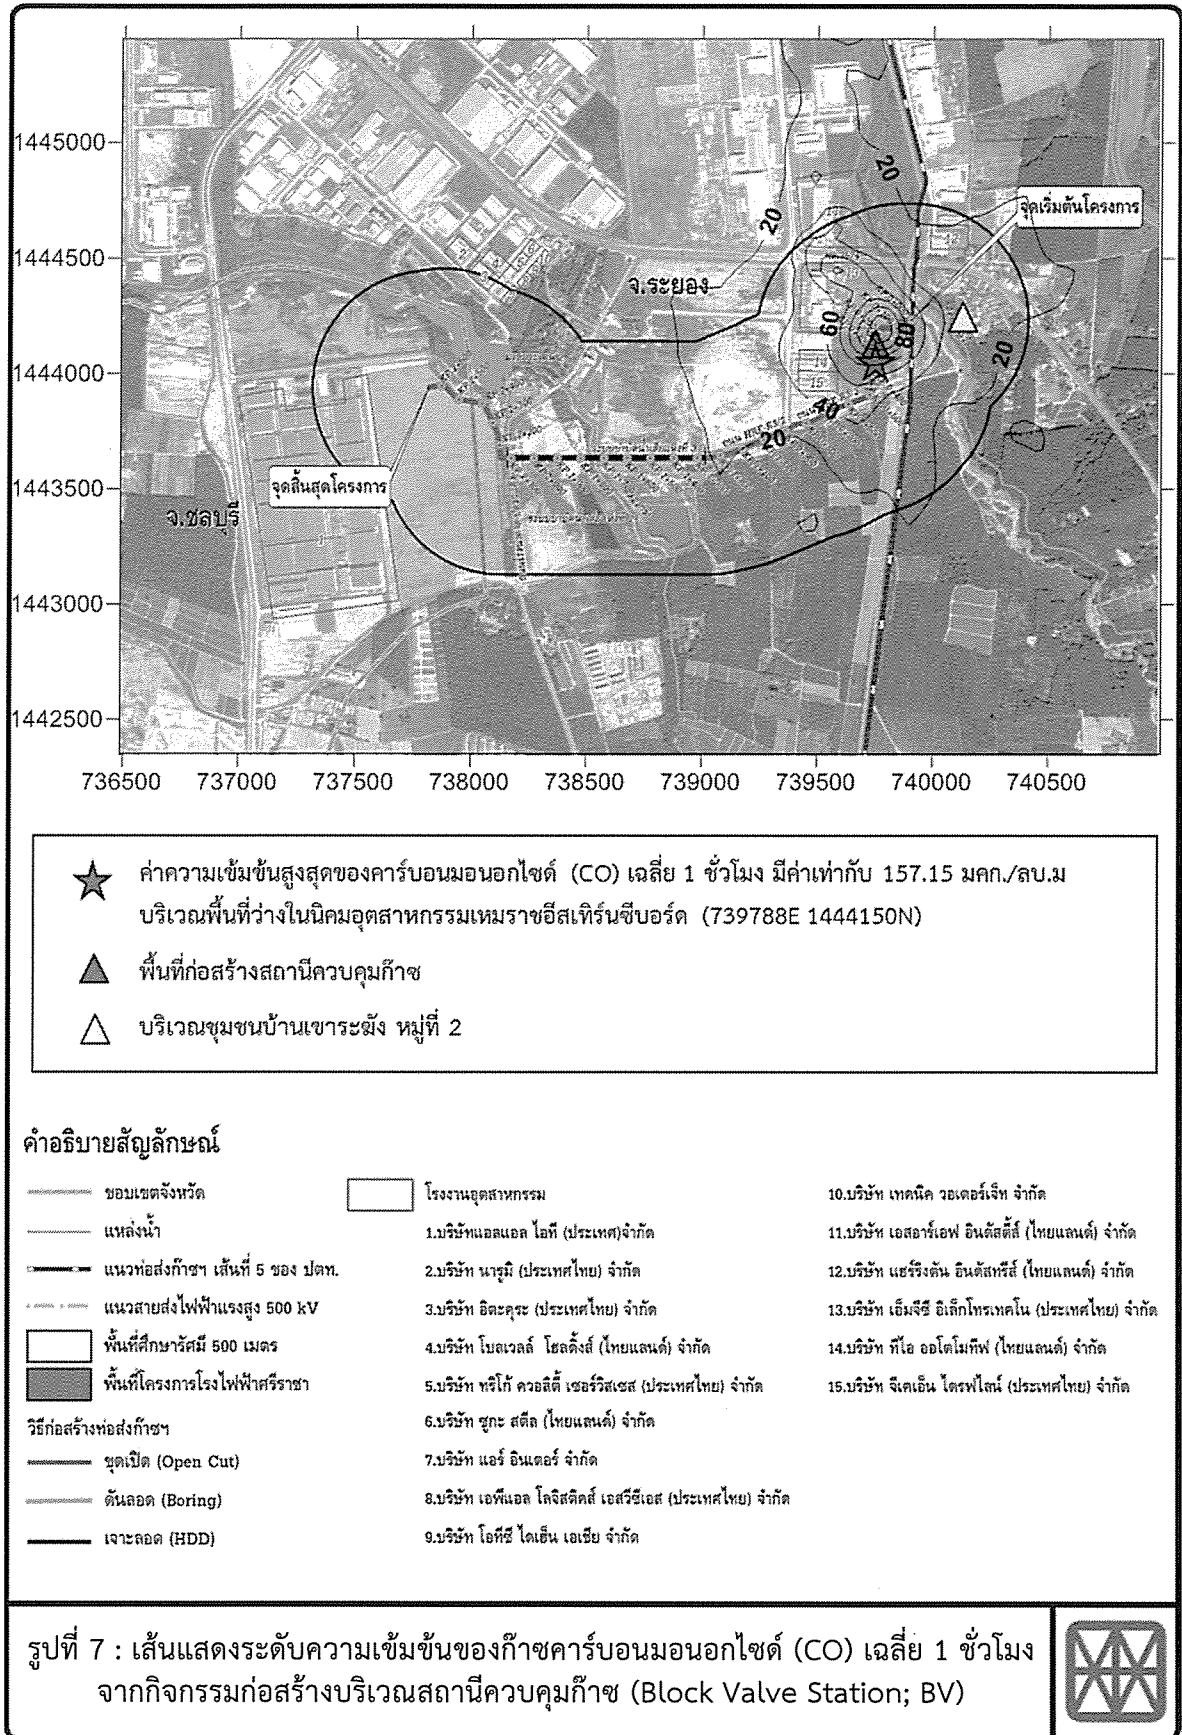 1445000
1444500
1444000
1443500
1443000
1442500
736500 737000 737500 738000 738500 739000 739500 740000 740500
20
20
จุดเริ่มต้นโครงการ
จ.ระยอง
60
80
20
14
15
40
20
จุดสิ้นสุดโครงการ
จ.ชลบุรี
ค่าความเข้มข้นสูงสุดของคาร์บอนมอนอกไซด์ (CO) เฉลี่ย 1 ชั่วโมง มีค่าเท่ากับ 157.15 มคก./ลบ.ม
บริเวณพื้นที่ว่างในนิคมอุตสาหกรรมเหมราชอีสเทิร์นซีบอร์ด (739788E 1444150N)
พื้นที่ก่อสร้างสถานีควบคุมก๊าซ
บริเวณชุมชนบ้านเขาระฆัง หมู่ที่ 2
คำอธิบายสัญลักษณ์
ขอบเขตจังหวัด
แหล่งน้ำ
แนวท่อส่งก๊าซฯ เส้นที่ 5 ของ ปตท.
แนวสายส่งไฟฟ้าแรงสูง 500 kV
พื้นที่ศึกษารัศมี 500 เมตร
พื้นที่โครงการโรงไฟฟ้าศรีราชา
วิธีก่อสร้างท่อส่งก๊าซฯ
ขุดเปิด (Open Cut)
ดันลอด (Boring)
เจาะลอด (HDD)
โรงงานอุตสาหกรรม
1.บริษัทแอลแอล ไอที (ประเทศ)จำกัด
2.บริษัท นารูมิ (ประเทศไทย) จำกัด
3.บริษัท อิตะคุระ (ประเทศไทย) จำกัด
4.บริษัท โบลเวลล์ โฮลดิ้งส์ (ไทยแลนด์) จำกัด
5.บริษัท ทริโก้ ควอลิตี้ เซอร์วิสเซส (ประเทศไทย) จำกัด
6.บริษัท ซูกะ สตีล (ไทยแลนด์) จำกัด
7.บริษัท แอร์ อินเตอร์ จำกัด
8.บริษัท เอพีแอล โลจิสติคส์ เอสวีซีเอส (ประเทศไทย) จำกัด
9.บริษัท โอทีซี ไดเฮ็น เอเชีย จำกัด
10.บริษัท เทคนิค วอเตอร์เจ็ท จำกัด
11.บริษัท เอสอาร์เอฟ อินดัสตี้ส์ (ไทยแลนด์) จำกัด
12.บริษัท แฮร์ริงตัน อินดัสทรีส์ (ไทยแลนด์) จำกัด
13.บริษัท เอ็มจีซี อิเล็กโทรเทคโน (ประเทศไทย) จำกัด
14.บริษัท ทีไอ ออโตโมทีฟ (ไทยแลนด์) จำกัด
15.บริษัท จีเคเอ็น ไดรฟไลน์ (ประเทศไทย) จำกัด
รูปที่ 7 : เส้นแสดงระดับความเข้มข้นของก๊าซคาร์บอนมอนอกไซด์ (CO) เฉลี่ย 1 ชั่วโมง
จากกิจกรรมก่อสร้างบริเวณสถานีควบคุมก๊าซ (Block Valve Station; BV)